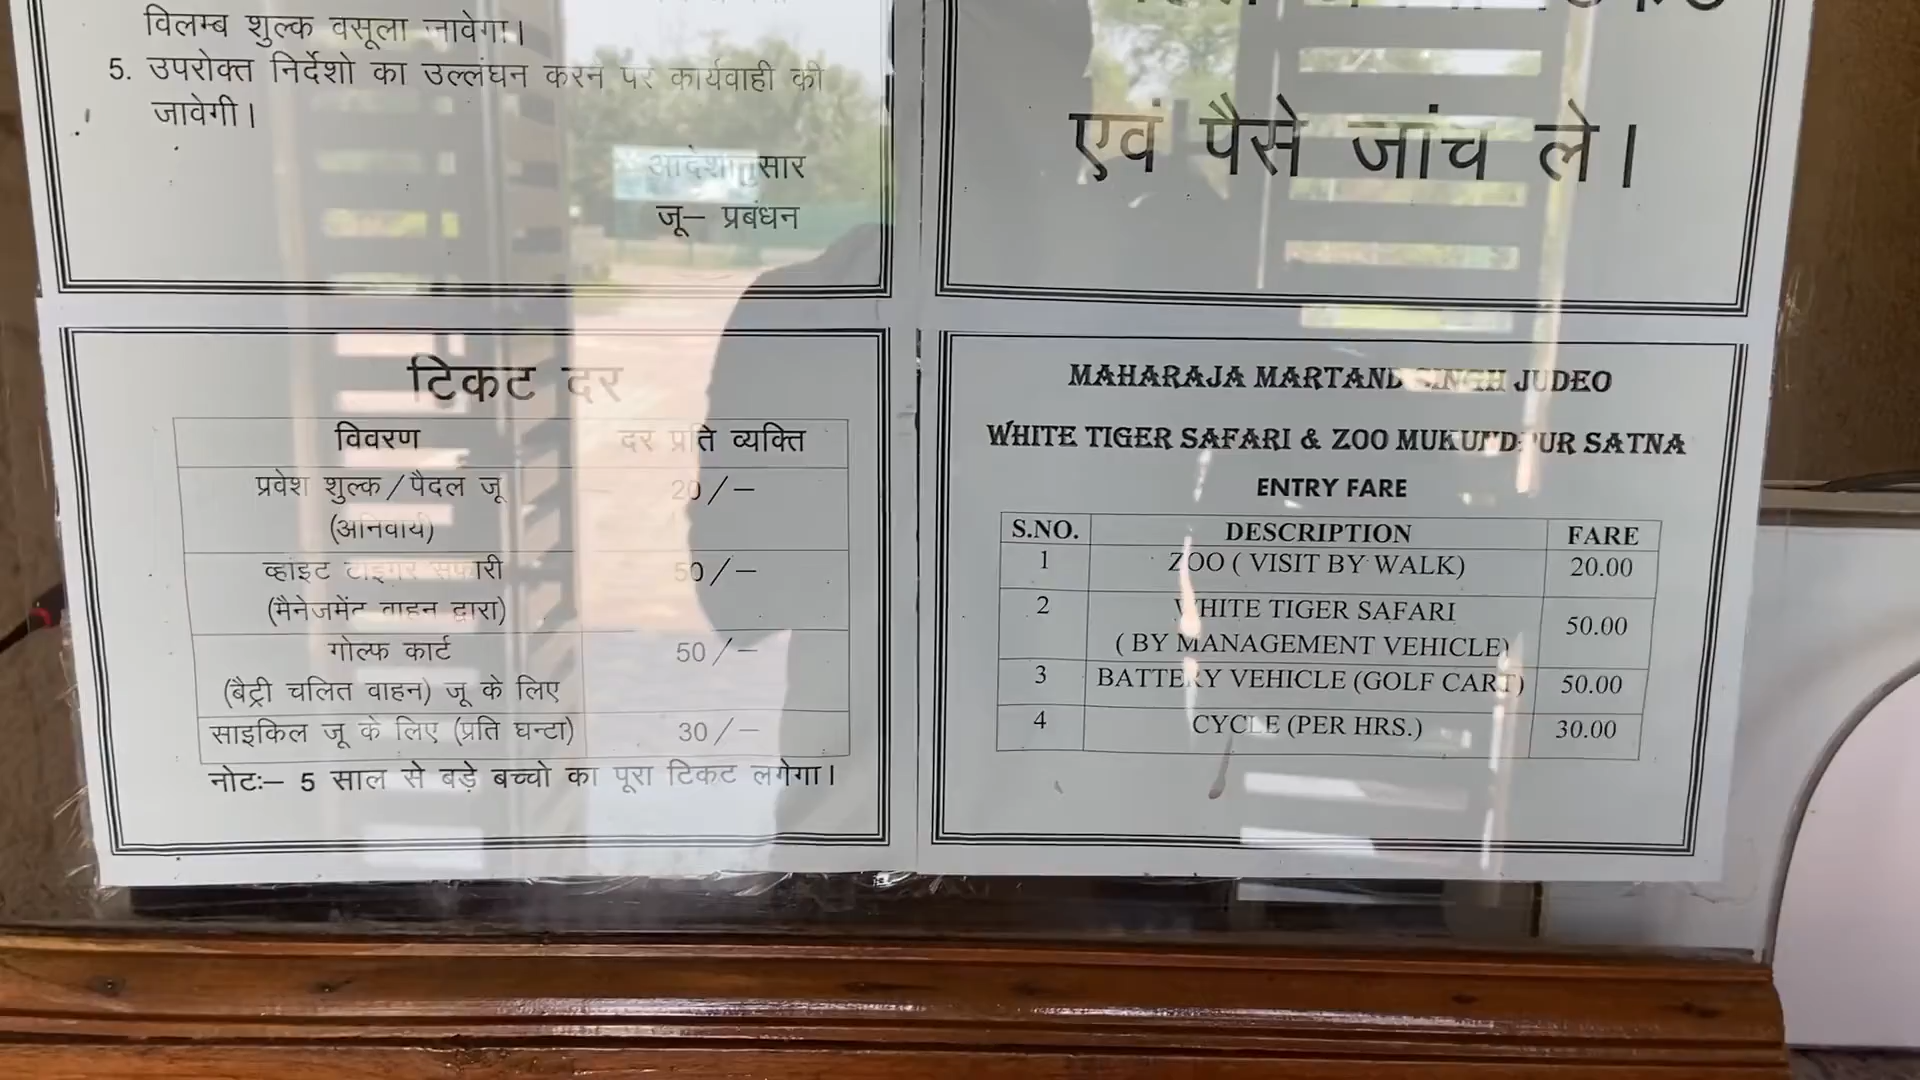 विलम्ब शुल्क वसूला जावेगा।
5. उपरोक्त निर्देशो का उल्लंघन करने पर कार्यवाही की
जावेगी।
आदेशानुसार
जू– प्रबंधन
एवं पैसे जांच ले।
टिकट दर
विवरण दर प्रति व्यक्ति
प्रवेश शुल्क/पैदल जू 20/–
(अनिवार्य)
व्हांइट टाइगर सफारी 50/–
(मैनेजमेंट वाहन द्वारा)
गोल्फ कार्ट 50/–
(बैट्री चलित वाहन) जू के लिए
साइकिल जू के लिए (प्रति घन्टा) 30/–
नोटः– 5 साल से बड़े बच्चो का पूरा टिकट लगेगा।
MAHARAJA MARTAND SINGH JUDEO
WHITE TIGER SAFARI & ZOO MUKUNDPUR SATNA
ENTRY FARE
S.NO. DESCRIPTION FARE
1 ZOO ( VISIT BY WALK) 20.00
2 WHITE TIGER SAFARI 50.00
( BY MANAGEMENT VEHICLE)
3 BATTERY VEHICLE (GOLF CART) 50.00
4 CYCLE (PER HRS.) 30.00